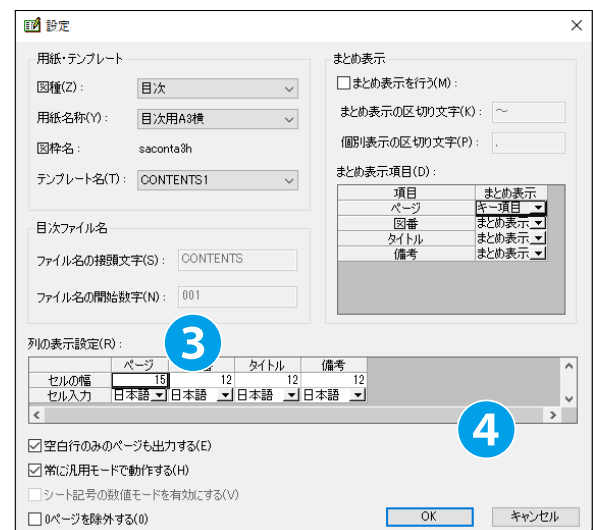 設定
用紙・テンプレート
図種(Z)： 目次
用紙名称(Y)： 目次用A3横
図枠名： saconta3h
テンプレート名(T)： CONTENTS1
目次ファイル名
ファイル名の接頭文字(S)： CONTENTS
ファイル名の開始数字(N)： 001
まとめ表示
まとめ表示を行う(M)：
まとめ表示の区切り文字(K)： ～
個別表示の区切り文字(P)： ,
まとめ表示項目(D)：
項目 まとめ表示
ページ キー項目
図番 まとめ表示
タイトル まとめ表示
備考 まとめ表示
列の表示設定(R)：
3
ページ タイトル 備考
セルの幅 15 12 12 12
セル入力 日本語 日本語 日本語 日本語
4
空白行のみのページも出力する(E)
常に汎用モードで動作する(H)
シート記号の数値モードを有効にする(V)
0ページを除外する(0)
OK キャンセル